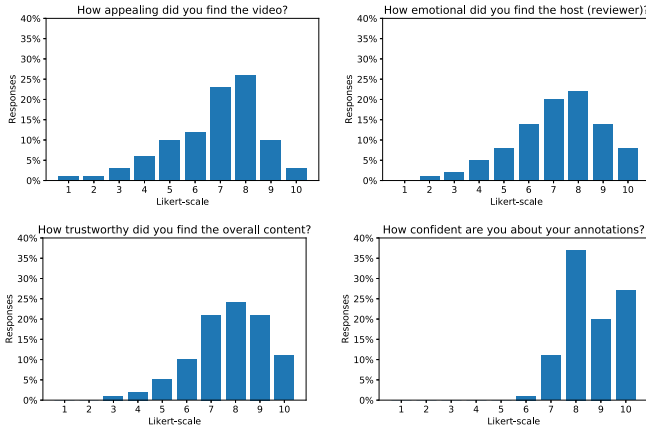 How appealing did you find the video?
40%
35%
30%
25%
20%
15%
10%
5%
0%
Responses
1 2 3 4 5 6 7 8 9 10
Likert-scale
How emotional did you find the host (reviewer)?
40%
35%
30%
25%
20%
15%
10%
5%
0%
Responses
1 2 3 4 5 6 7 8 9 10
Likert-scale
How trustworthy did you find the overall content?
40%
35%
30%
25%
20%
15%
10%
5%
0%
Responses
1 2 3 4 5 6 7 8 9 10
Likert-scale
How confident are you about your annotations?
40%
35%
30%
25%
20%
15%
10%
5%
0%
Responses
1 2 3 4 5 6 7 8 9 10
Likert-scale